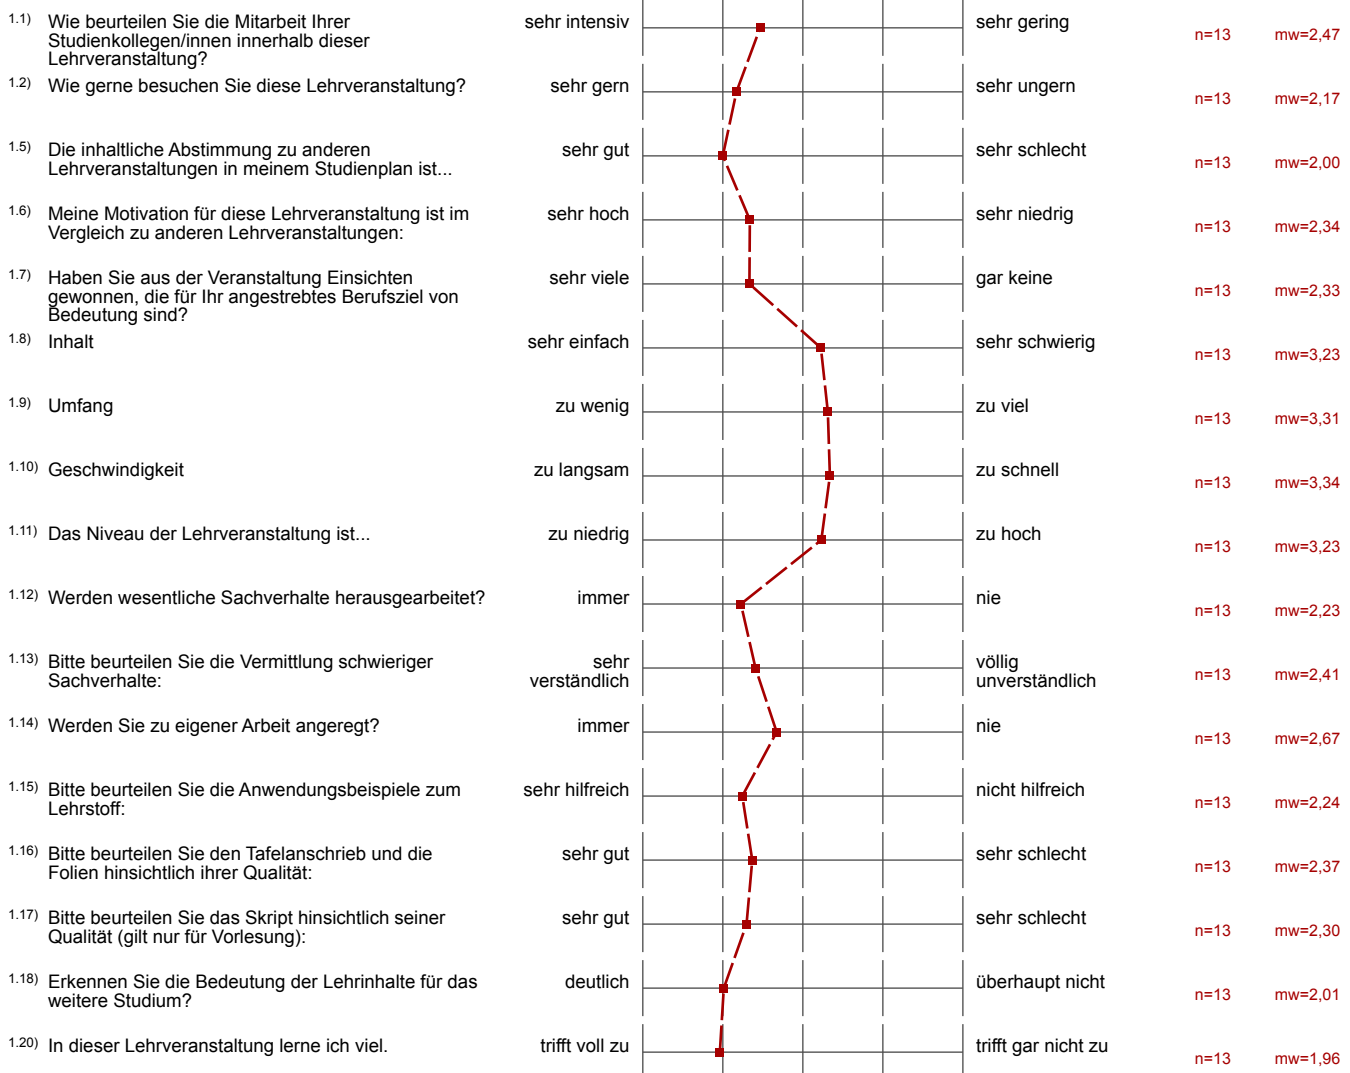 1.1) Wie beurteilen Sie die Mitarbeit Ihrer sehr intensiv sehr gering n=13 mw=2,47
Studienkollegen/innen innerhalb dieser
Lehrveranstaltung?
1.2) Wie gerne besuchen Sie diese Lehrveranstaltung? sehr gern sehr ungern n=13 mw=2,17
1.5) Die inhaltliche Abstimmung zu anderen sehr gut sehr schlecht n=13 mw=2,00
Lehrveranstaltungen in meinem Studienplan ist...
1.6) Meine Motivation für diese Lehrveranstaltung ist im sehr hoch sehr niedrig n=13 mw=2,34
Vergleich zu anderen Lehrveranstaltungen:
1.7) Haben Sie aus der Veranstaltung Einsichten sehr viele gar keine n=13 mw=2,33
gewonnen, die für Ihr angestrebtes Berufsziel von
Bedeutung sind?
1.8) Inhalt sehr einfach sehr schwierig n=13 mw=3,23
1.9) Umfang zu wenig zu viel n=13 mw=3,31
1.10) Geschwindigkeit zu langsam zu schnell n=13 mw=3,34
1.11) Das Niveau der Lehrveranstaltung ist... zu niedrig zu hoch n=13 mw=3,23
1.12) Werden wesentliche Sachverhalte herausgearbeitet? immer nie n=13 mw=2,23
1.13) Bitte beurteilen Sie die Vermittlung schwieriger sehr völlig n=13 mw=2,41
Sachverhalte: verständlich unverständlich
1.14) Werden Sie zu eigener Arbeit angeregt? immer nie n=13 mw=2,67
1.15) Bitte beurteilen Sie die Anwendungsbeispiele zum sehr hilfreich nicht hilfreich n=13 mw=2,24
Lehrstoff:
1.16) Bitte beurteilen Sie den Tafelanschrieb und die sehr gut sehr schlecht n=13 mw=2,37
Folien hinsichtlich ihrer Qualität:
1.17) Bitte beurteilen Sie das Skript hinsichtlich seiner sehr gut sehr schlecht n=13 mw=2,30
Qualität (gilt nur für Vorlesung):
1.18) Erkennen Sie die Bedeutung der Lehrinhalte für das deutlich überhaupt nicht n=13 mw=2,01
weitere Studium?
1.20) In dieser Lehrveranstaltung lerne ich viel. trifft voll zu trifft gar nicht zu n=13 mw=1,96